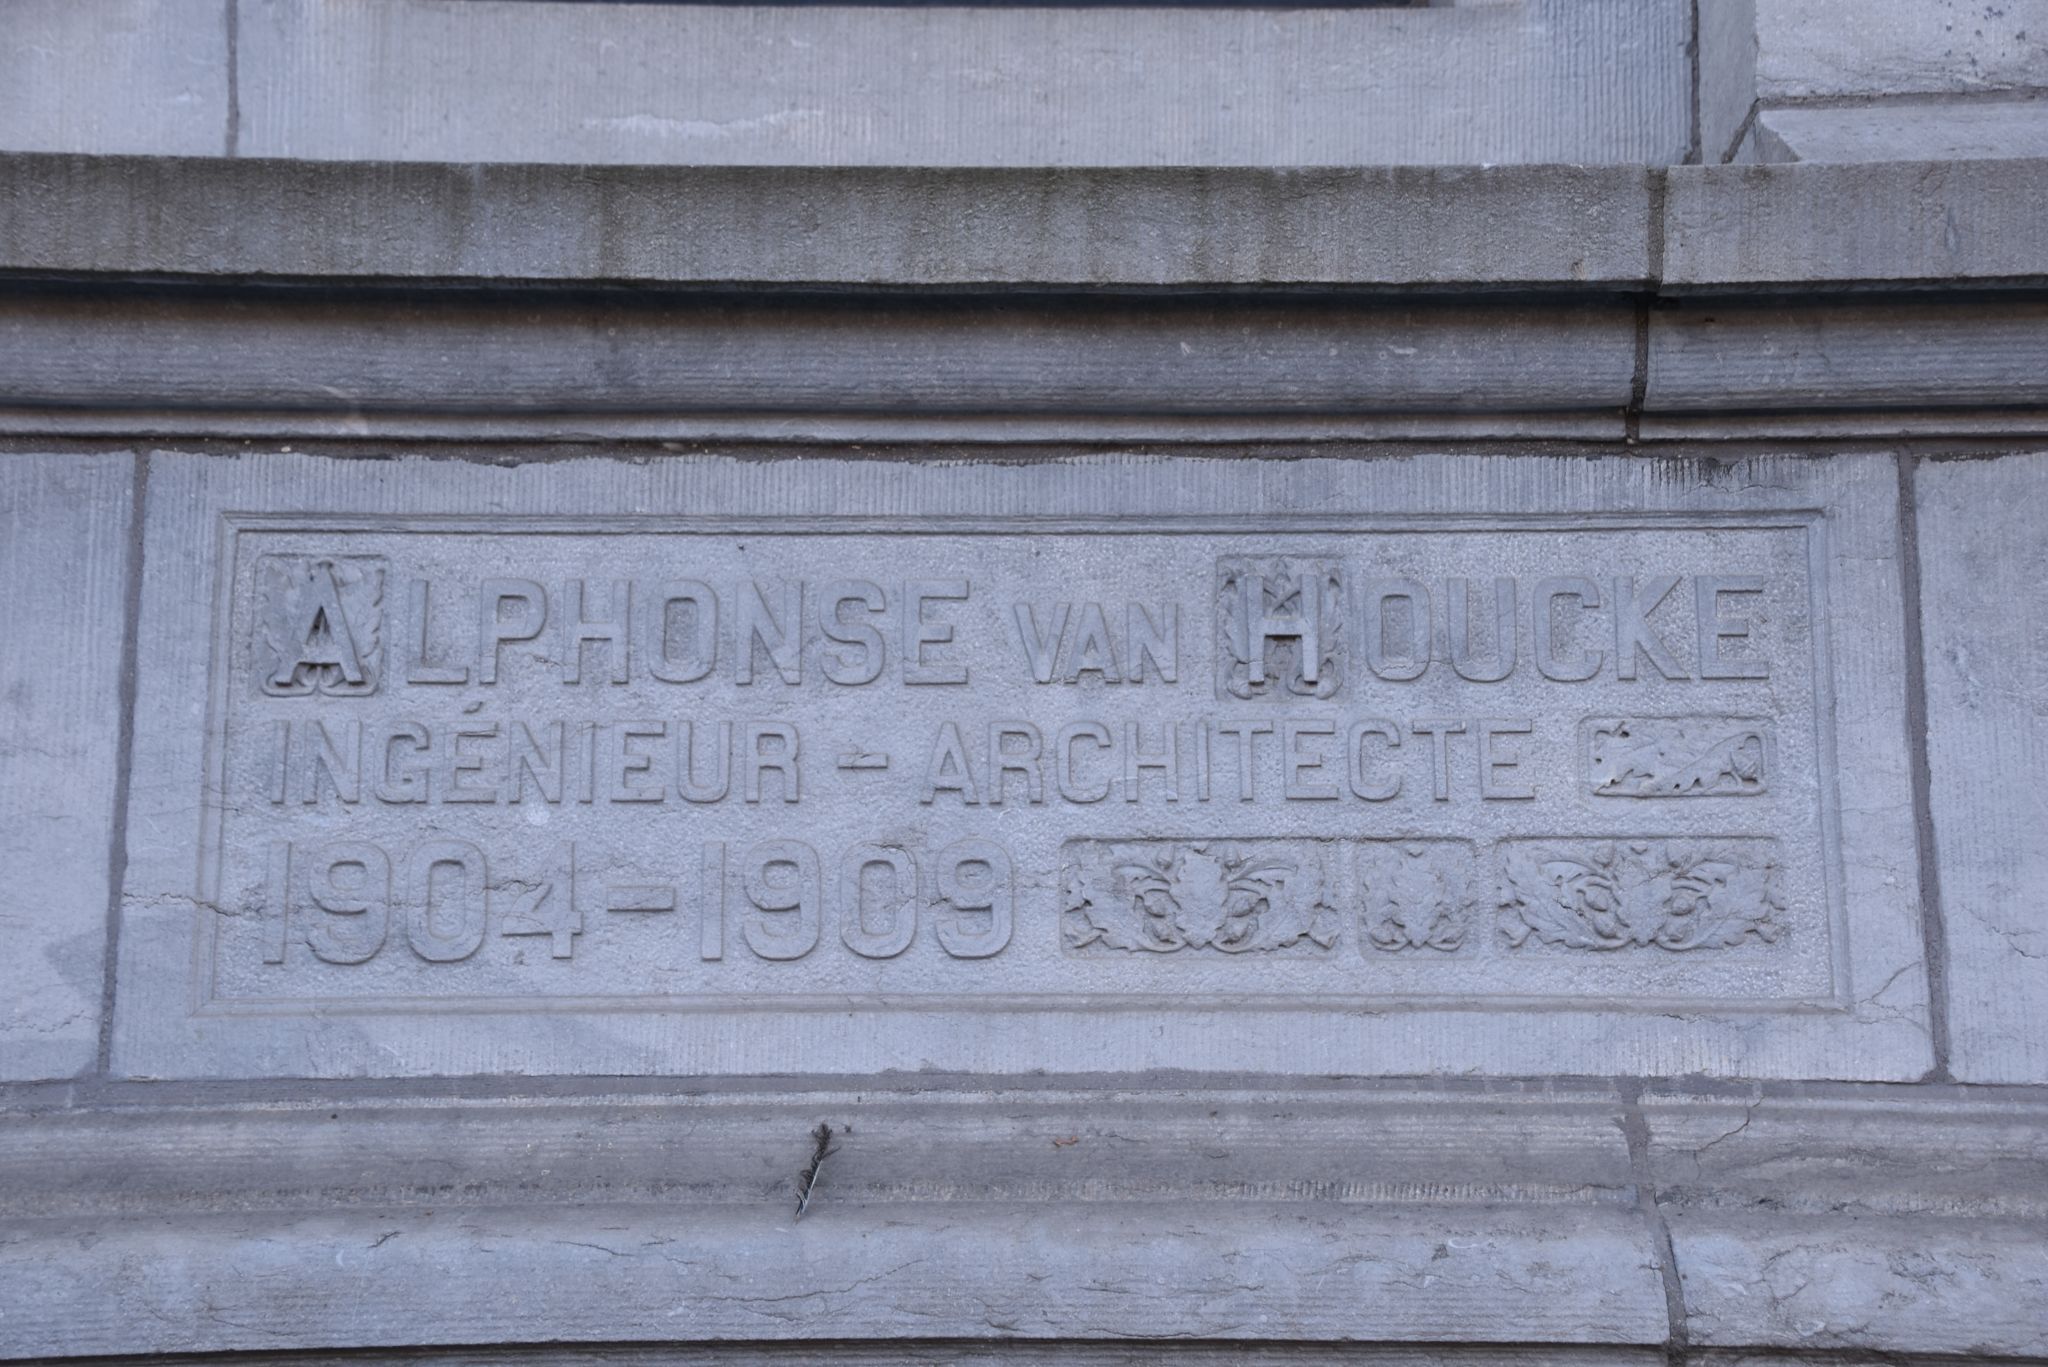 ALPHONSE VAN HOUCKE
INGÉNIEUR - ARCHITECTE
1904-1909